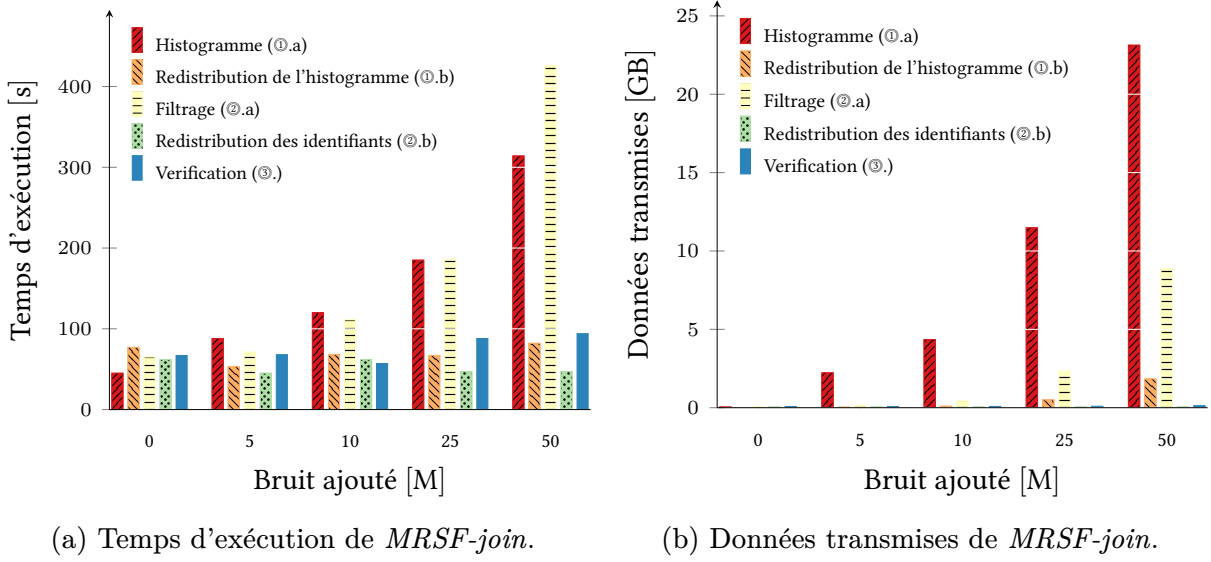 Temps d'exécution [s]
400
300
200
100
0
Histogramme (①.a)
Redistribution de l'histogramme (①.b)
Filtrage (②.a)
Redistribution des identifiants (②.b)
Verification (③.)
0 5 10 25 50
Bruit ajouté [M]
(a) Temps d'exécution de MRSF-join.
Données transmises [GB]
25
20
15
10
5
0
Histogramme (①.a)
Redistribution de l'histogramme (①.b)
Filtrage (②.a)
Redistribution des identifiants (②.b)
Verification (③.)
0 5 10 25 50
Bruit ajouté [M]
(b) Données transmises de MRSF-join.